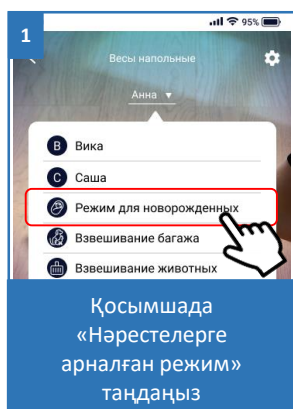 95%
1
Весы напольные
Анна
В Вика
С Саша
Режим для новорожденных
Взвешивание багажа
Взвешивание животных
Қосымшада
«Нәрестелерге
арналған режим»
таңдаңыз